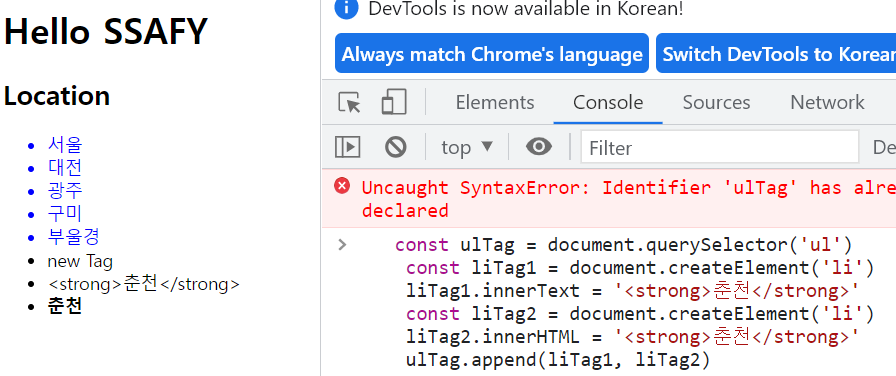 Hello SSAFY
Location
서울
대전
광주
구미
부울경
new Tag
<strong>춘천</strong>
춘천
DevTools is now available in Korean!
Always match Chrome's language
Switch DevTools to Korean
Elements
Console
Sources
Network
top ▼
Filter
De
Uncaught SyntaxError: Identifier 'ulTag' has alre
declared
> const ulTag = document.querySelector('ul')
const liTag1 = document.createElement('li')
liTag1.innerText = '<strong>춘천</strong>'
const liTag2 = document.createElement('li')
liTag2.innerHTML = '<strong>춘천</strong>'
ulTag.append(liTag1, liTag2)